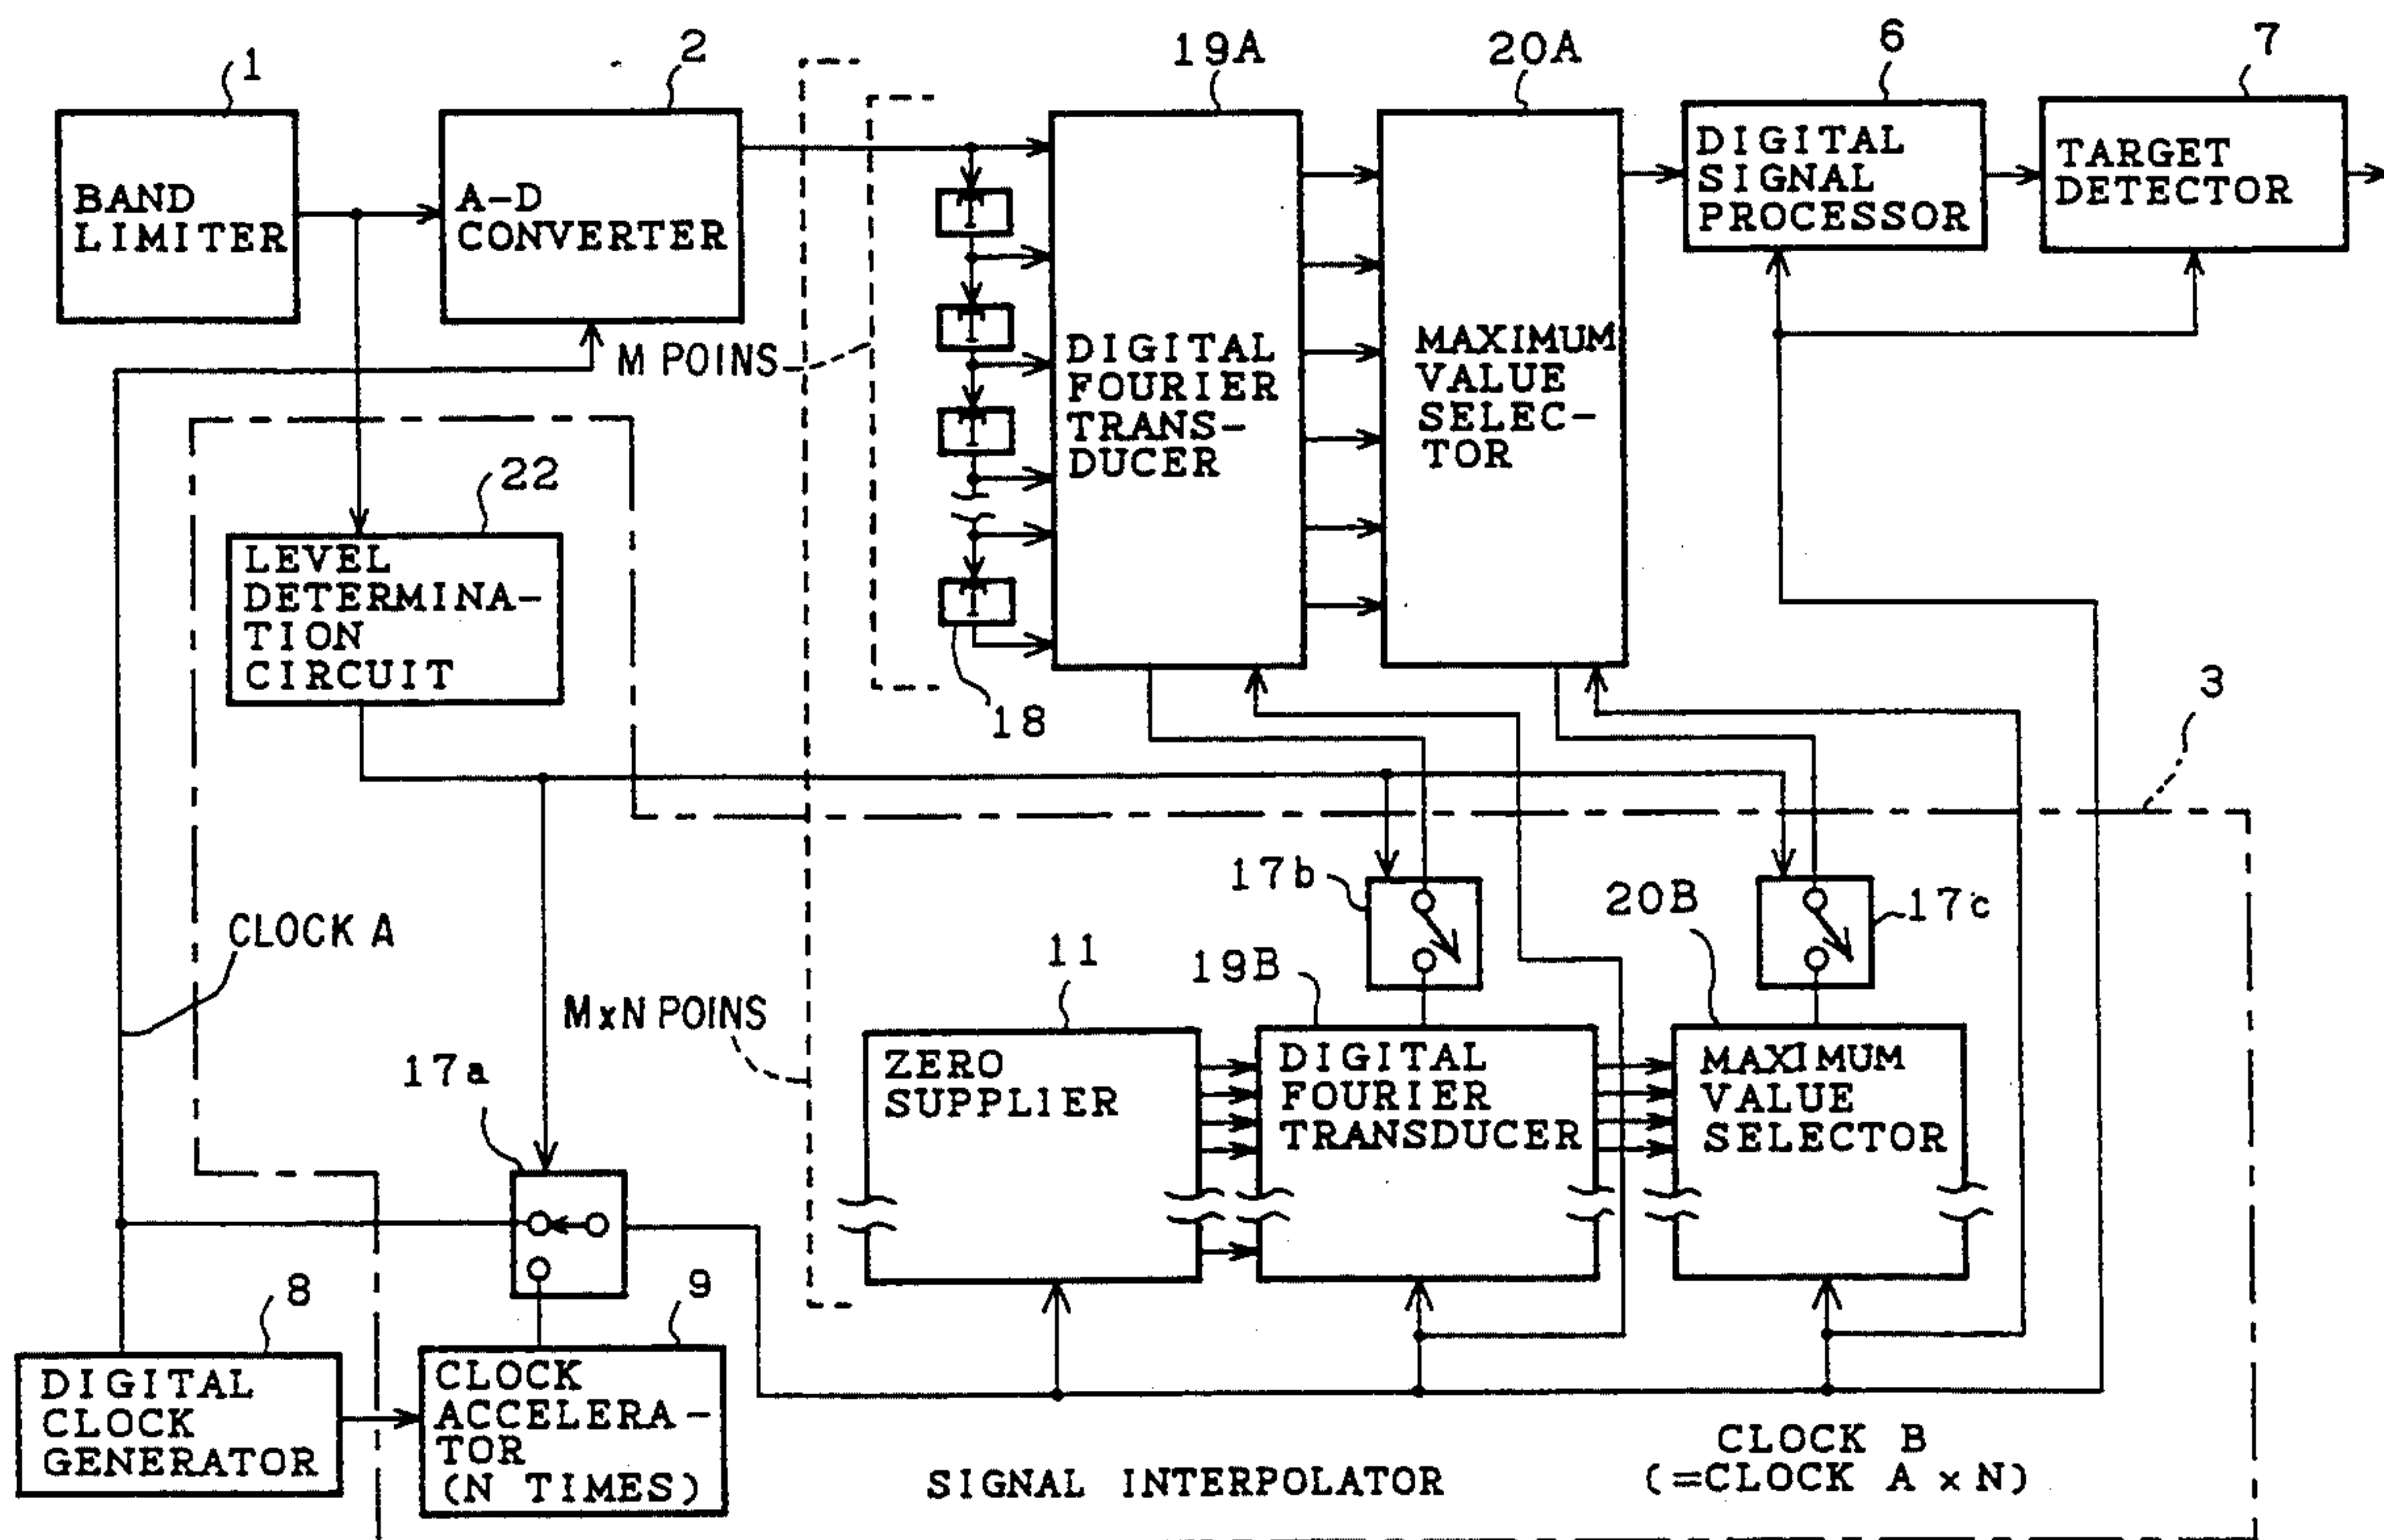 1
2
19A
20A
6
7
BAND
LIMITER
A-D
CONVERTER
T
T
T
T
18
M POINS
DIGITAL
FOURIER
TRANS-
DUCER
MAXIMUM
VALUE
SELEC-
TOR
DIGITAL
SIGNAL
PROCESSOR
TARGET
DETECTOR
22
LEVEL
DETERMINA-
TION
CIRCUIT
3
CLOCK A
MxN POINS
17a
17b
17c
11
19B
20B
ZERO
SUPPLIER
DIGITAL
FOURIER
TRANSDUCER
MAXIMUM
VALUE
SELECTOR
8
9
DIGITAL
CLOCK
GENERATOR
CLOCK
ACCELERA-
TOR
(N TIMES)
SIGNAL INTERPOLATOR
CLOCK B
(=CLOCK A × N)